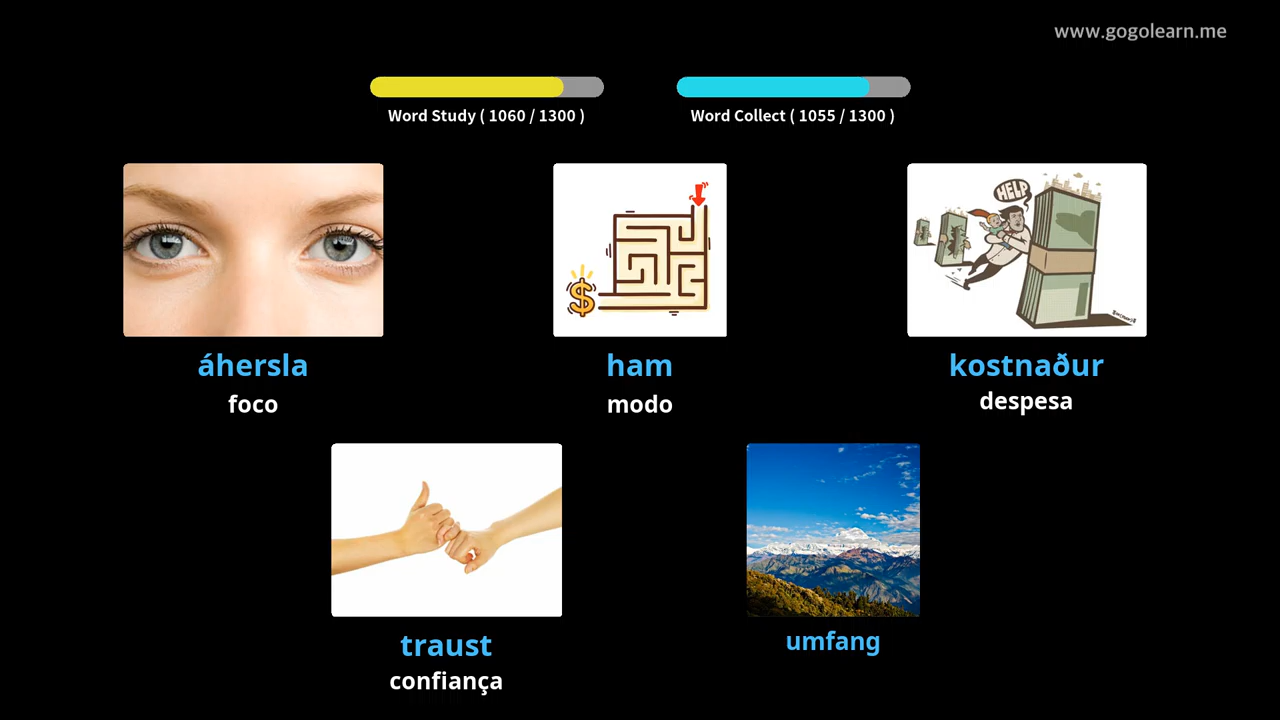 www.gogolearn.me
Word Study ( 1060 / 1300 )
Word Collect ( 1055 / 1300 )
HELP
áhersla
foco
ham
modo
kostnaður
despesa
traust
confiança
umfang